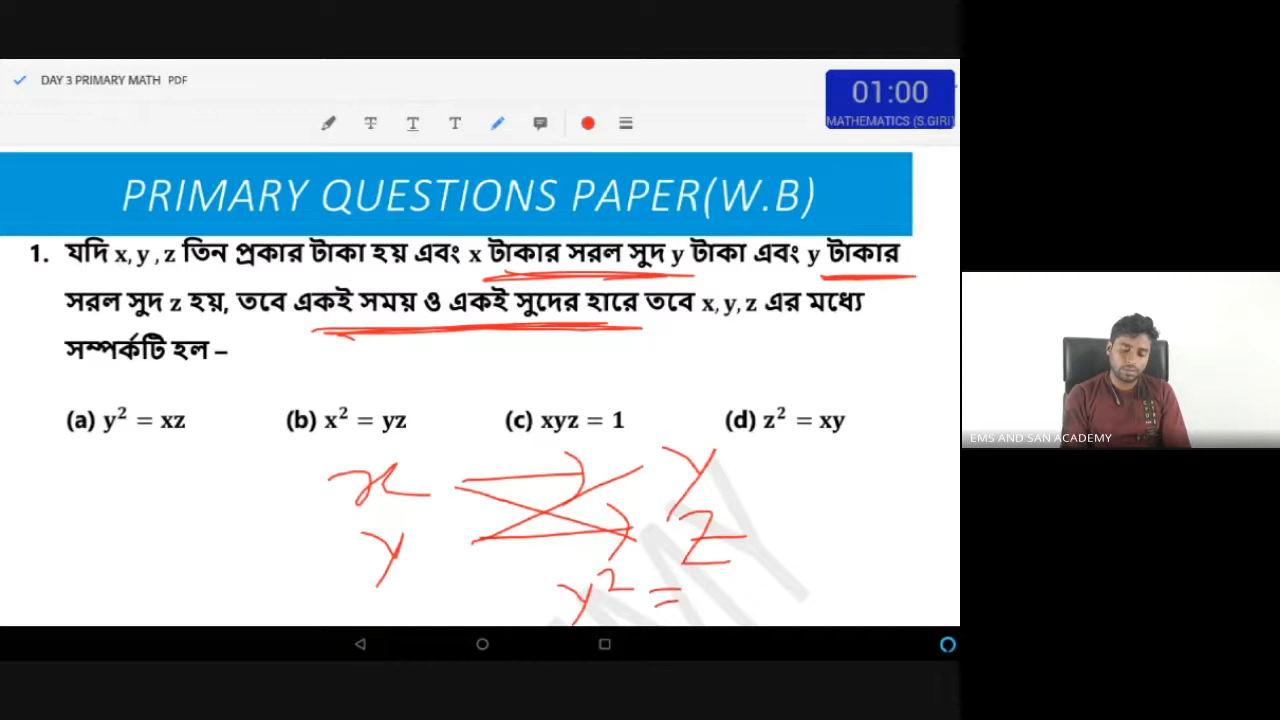 DAY 3 PRIMARY MATH PDF
01:00
MATHEMATICS (S.GIRI)
PRIMARY QUESTIONS PAPER(W.B)
1. যদি x, y , z তিন প্রকার টাকা হয় এবং x টাকার সরল সুদ y টাকা এবং y টাকার
সরল সুদ z হয়, তবে একই সময় ও একই সুদের হারে তবে x, y, z এর মধ্যে
সম্পর্কটি হল –
(a) y² = xz (b) x² = yz (c) xyz = 1 (d) z² = xy
EMS AND SAN ACADEMY
x y
y z
y² =